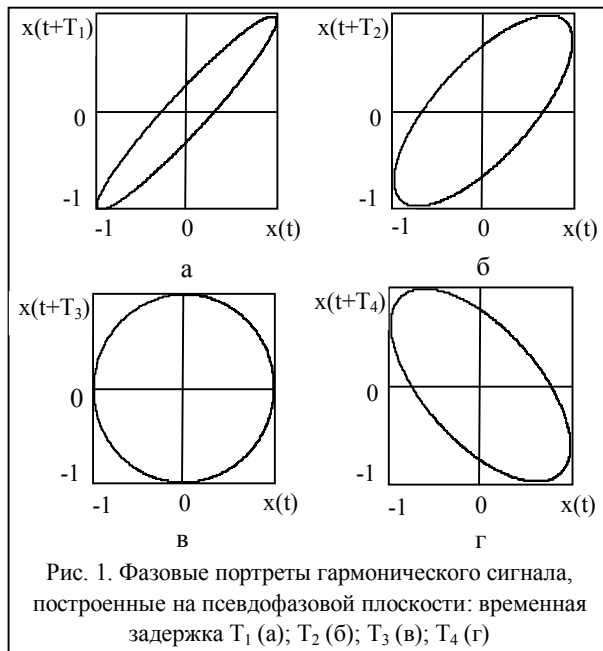 x(t+T₁)
0
-1
-1 0 x(t)
а
x(t+T₂)
0
-1
-1 0 x(t)
б
x(t+T₃)
0
-1
-1 0 x(t)
в
x(t+T₄)
0
-1
-1 0 x(t)
г
Рис. 1. Фазовые портреты гармонического сигнала,
построенные на псевдофазовой плоскости: временная
задержка T₁ (а); T₂ (б); T₃ (в); T₄ (г)